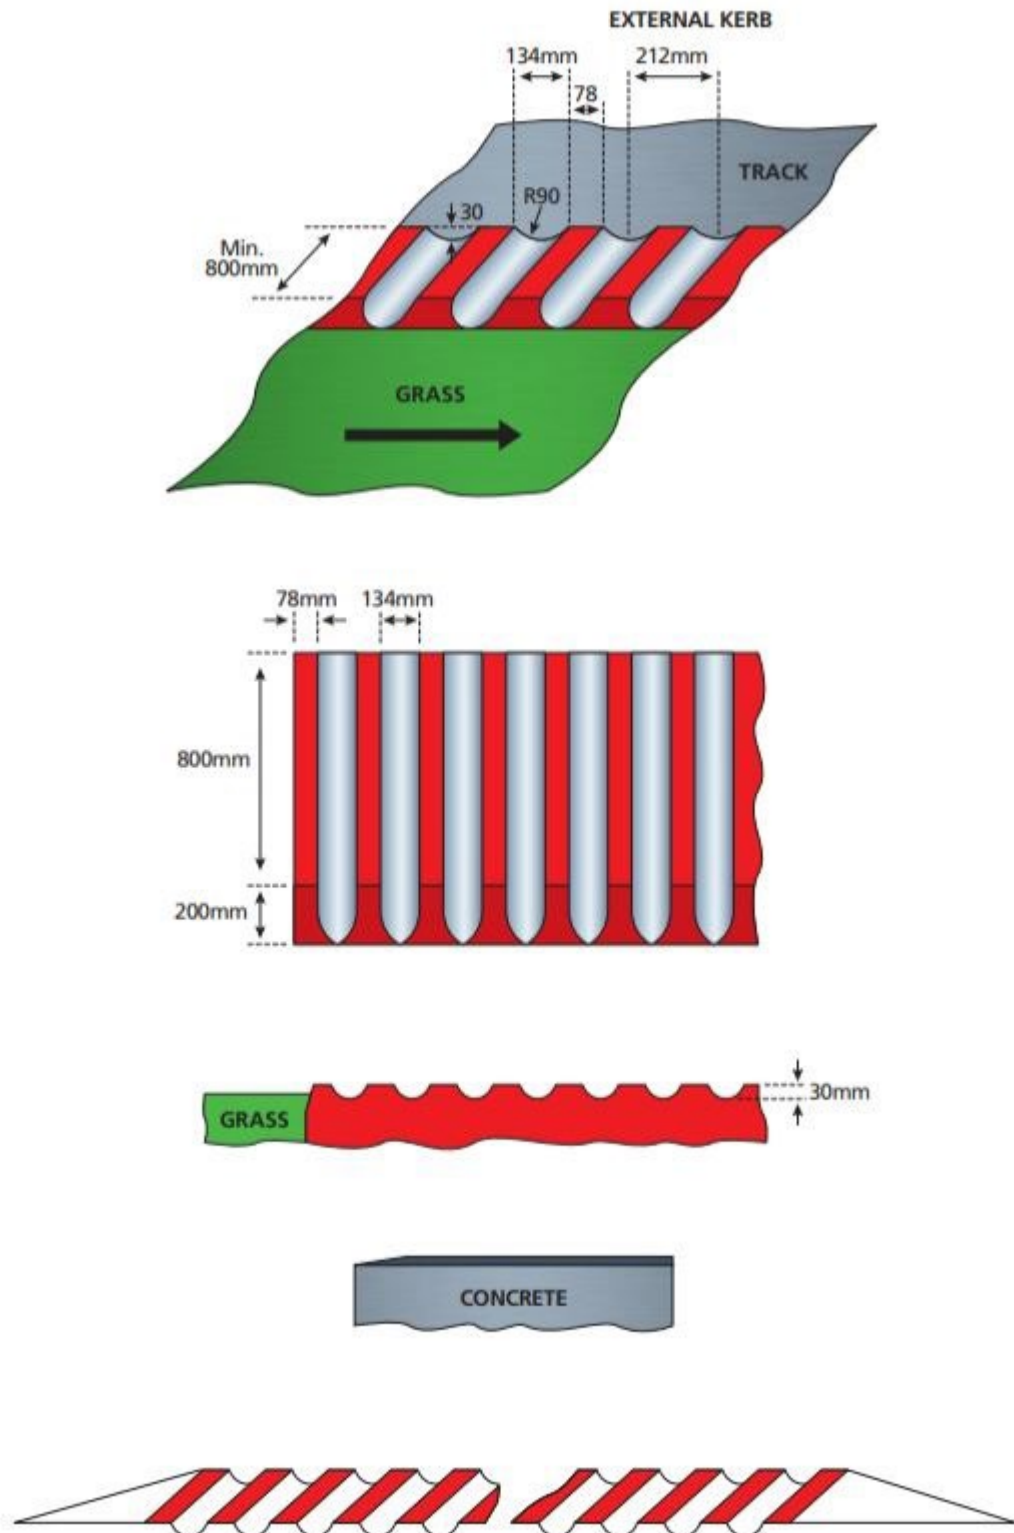 EXTERNAL KERB
134mm
212mm
78
TRACK
R90
30
Min.
800mm
GRASS
78mm
134mm
800mm
200mm
30mm
GRASS
CONCRETE